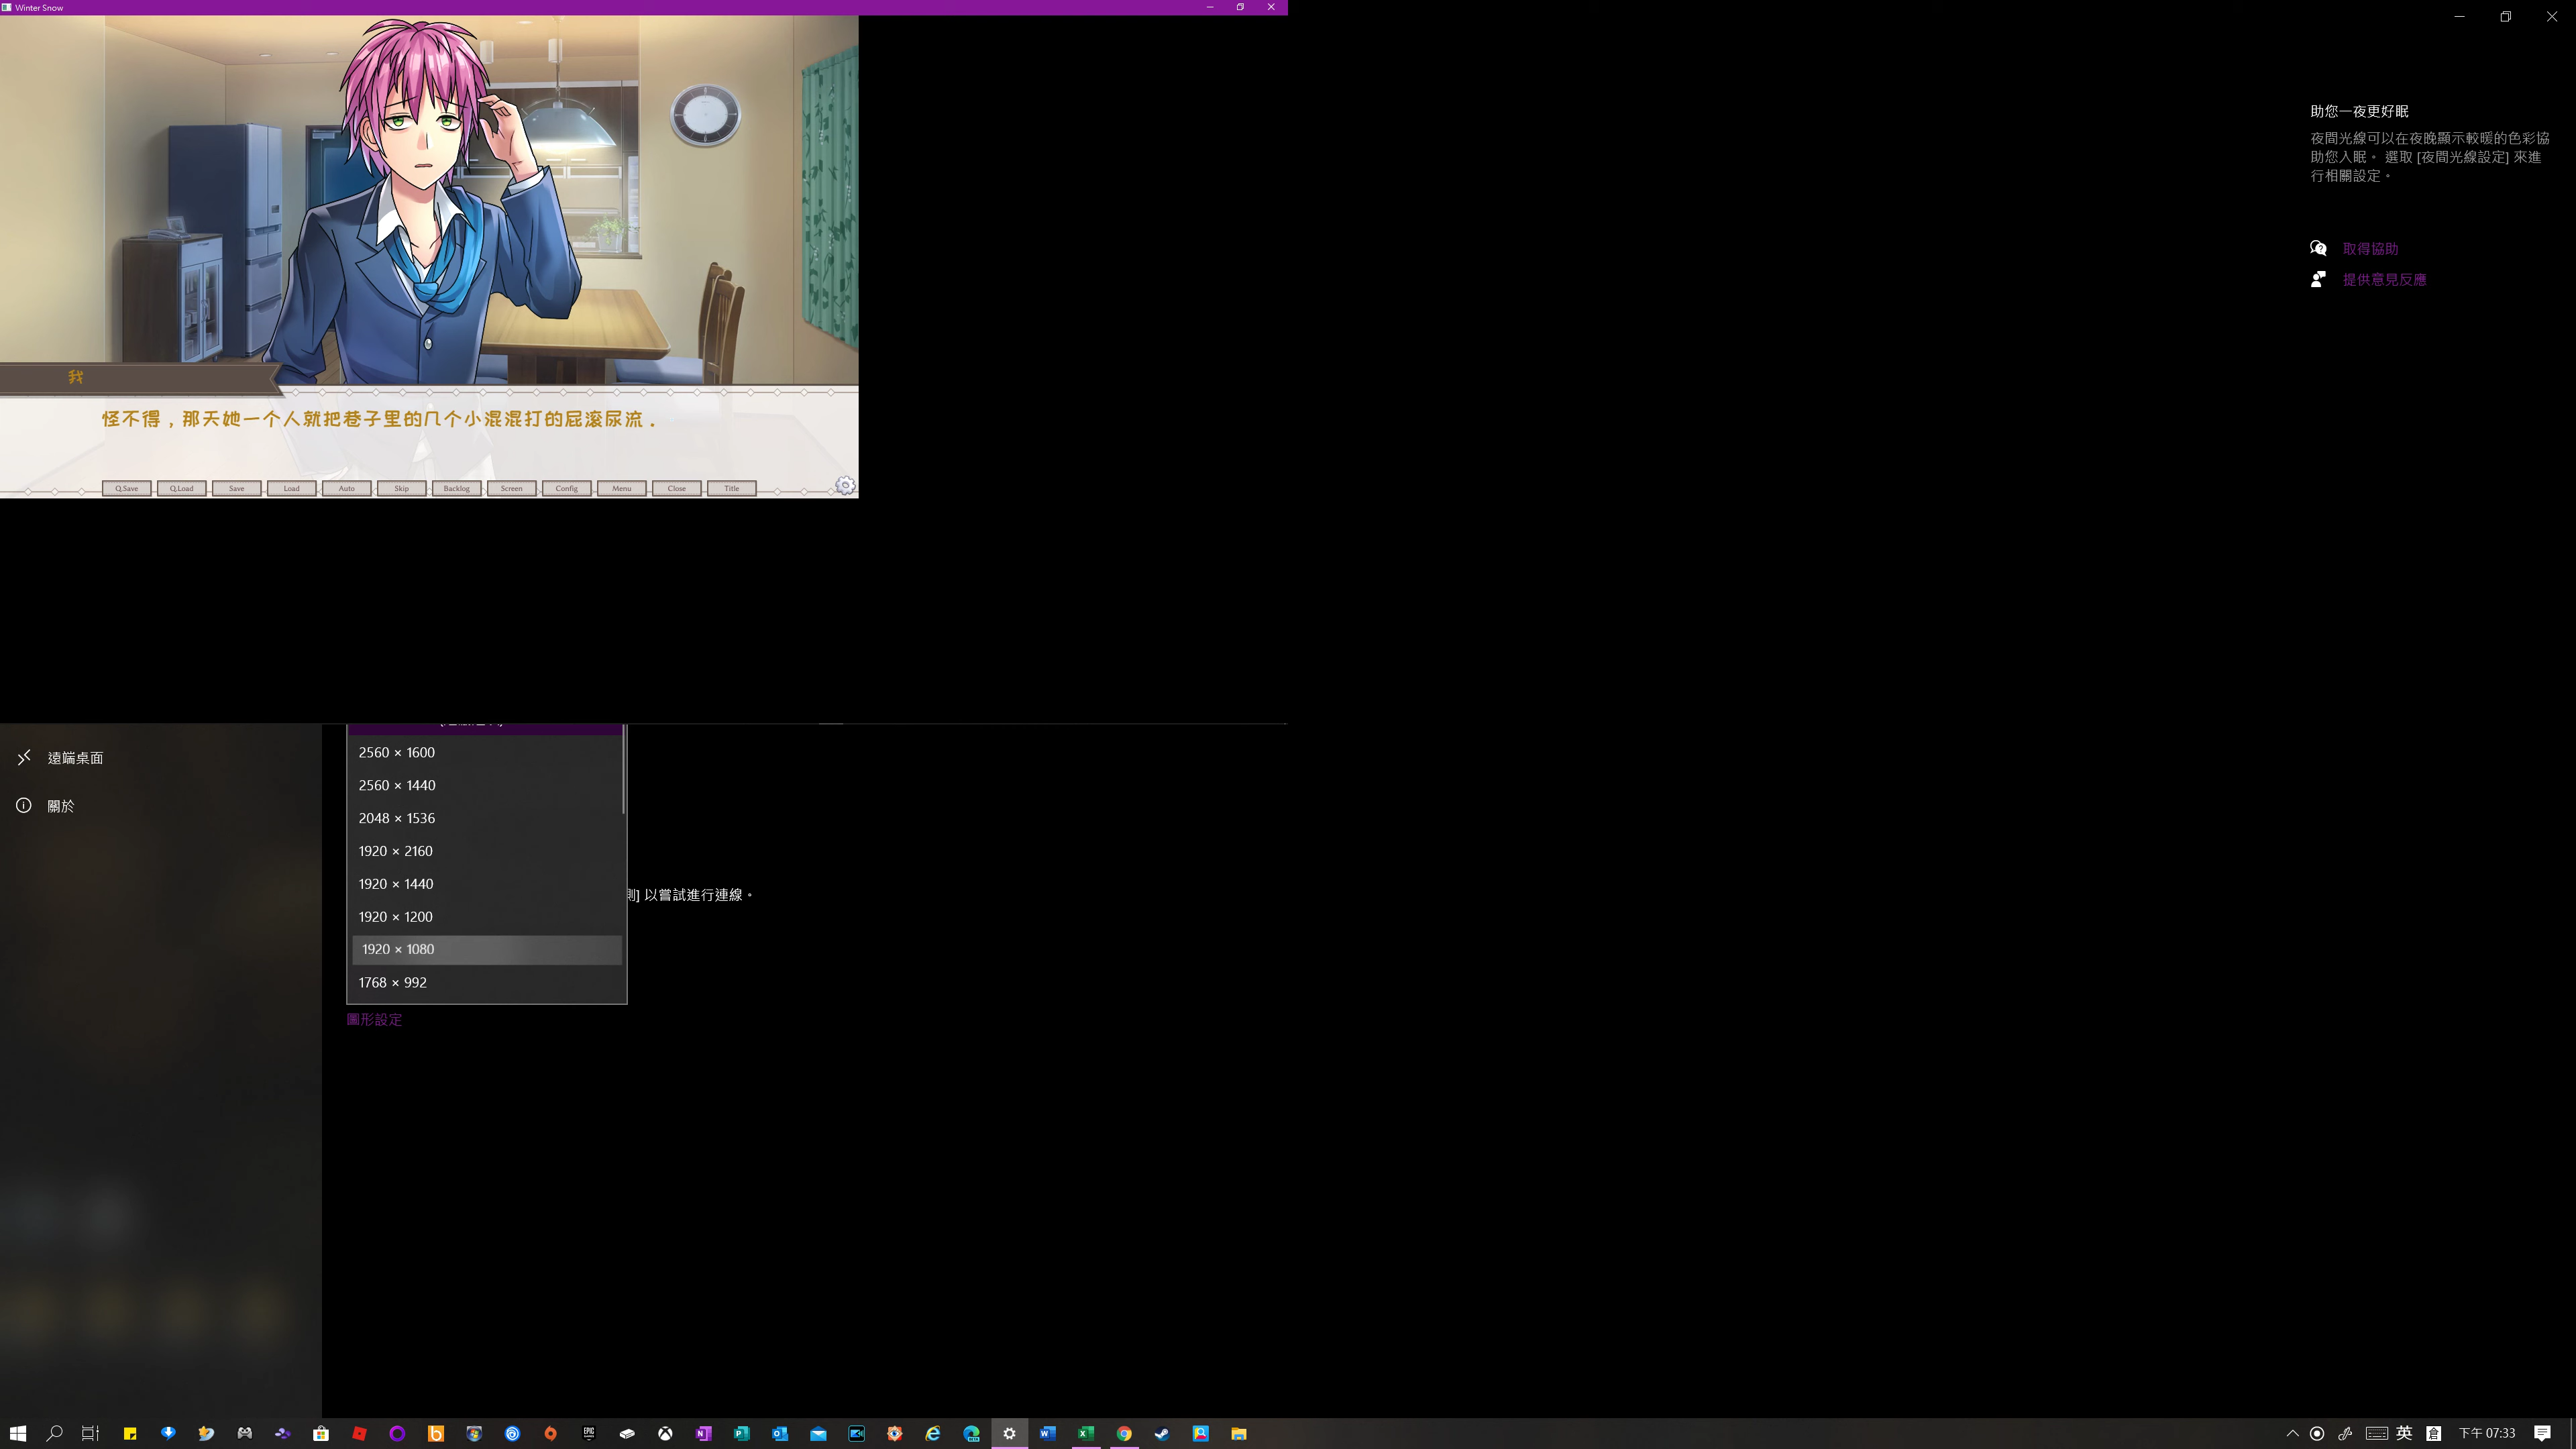 Winter Snow
我
怪不得，那天她一个人就把巷子里的几个小混混打的屁滚尿流．
Q.Save
Q.Load
Save
Load
Auto
Skip
Backlog
Screen
Config
Menu
Close
Title
助您一夜更好眠
夜間光線可以在夜晚顯示較暖的色彩協
助您入眠。 選取 [夜間光線設定] 來進
行相關設定。
取得協助
提供意見反應
遠端桌面
關於
2560 × 1600
2560 × 1440
2048 × 1536
1920 × 2160
1920 × 1440
1920 × 1200
1920 × 1080
1768 × 992
] 以嘗試進行連線。
圖形設定
英
倉
下午 07:33